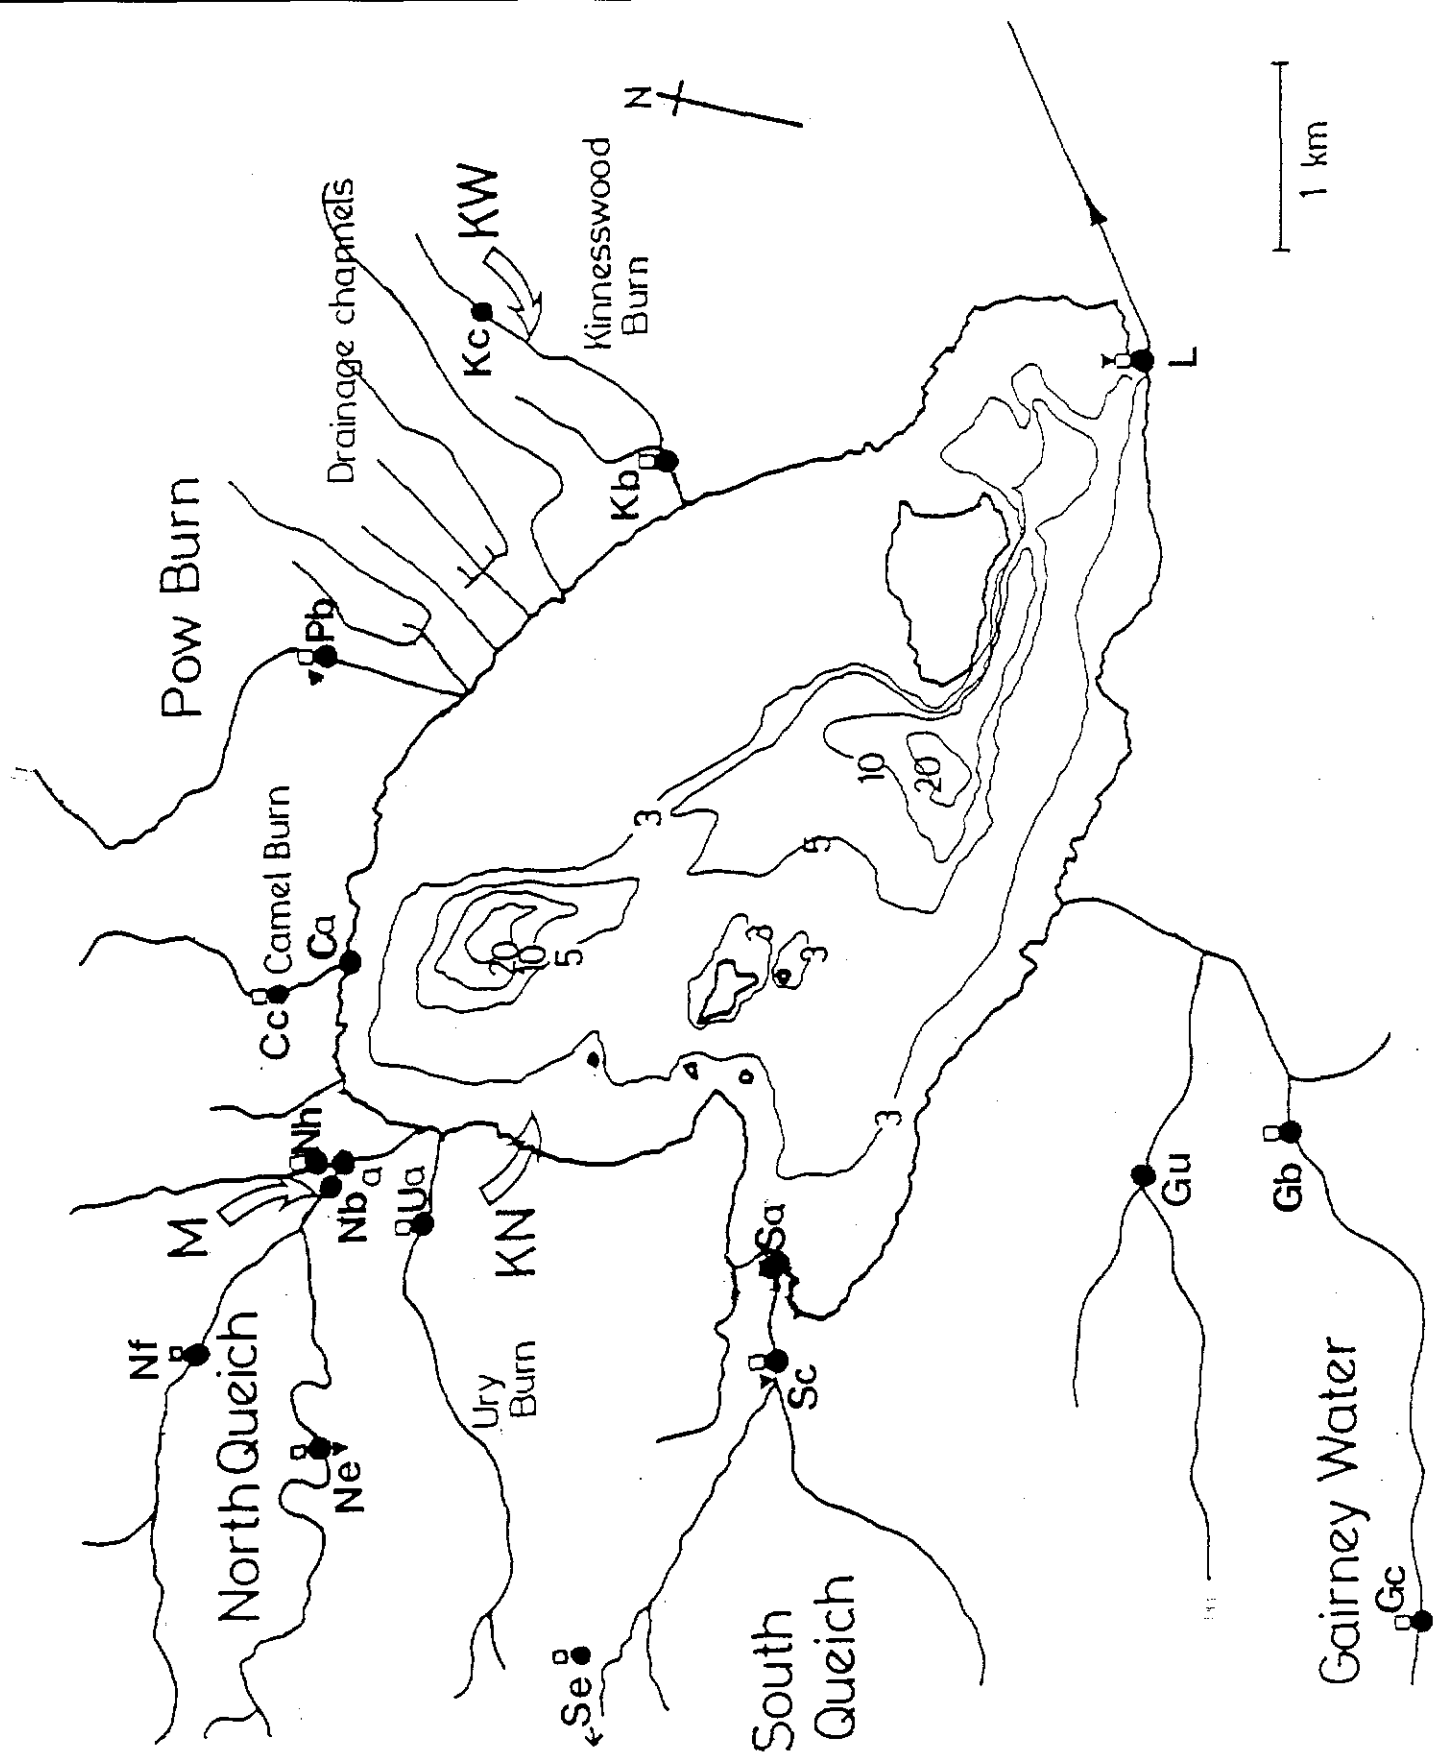 N
KW
Kinnesswood
Burn
Kc
Drainage channels
Kb
Pow Burn
Pb
Camel Burn
Ca
Cc
Nh
Nb
a
M
Ua
KN
Nf
North Queich
Ne
Ury
Burn
Sa
Sc
Se
South
Queich
Gu
Gb
Gc
Gairney Water
L
1 km
3
10
20
5
20
10
5
3
3
3